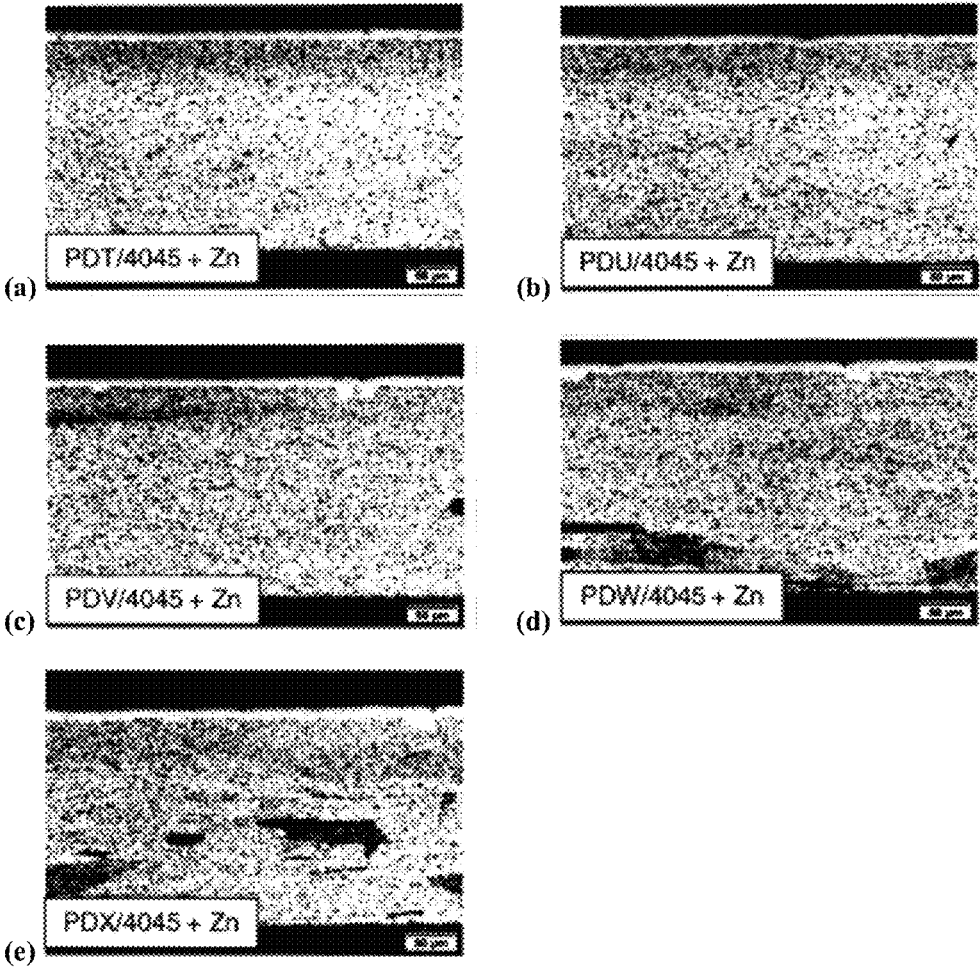 PDT/4045 + Zn
(a)
PDU/4045 + Zn
(b)
PDV/4045 + Zn
(c)
PDW/4045 + Zn
(d)
PDX/4045 + Zn
(e)